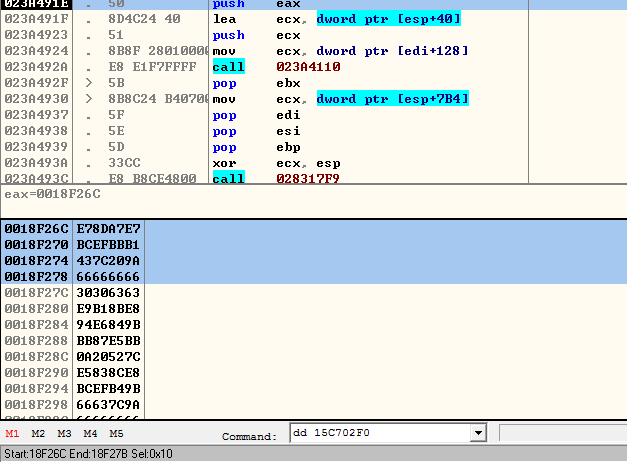 023A491E . 50 push eax
023A491F . 8D4C24 40 lea ecx, dword ptr [esp+40]
023A4923 . 51 push ecx
023A4924 . 8B8F 28010000 mov ecx, dword ptr [edi+128]
023A492A . E8 E1F7FFFF call 023A4110
023A492F > 5B pop ebx
023A4930 > 8B8C24 B40700 mov ecx, dword ptr [esp+7B4]
023A4937 . 5F pop edi
023A4938 . 5E pop esi
023A4939 . 5D pop ebp
023A493A . 33CC xor ecx, esp
023A493C . E8 B8CE4800 call 028317F9
eax=0018F26C
0018F26C E78DA7E7
0018F270 BCEFBBB1
0018F274 437C209A
0018F278 66666666
0018F27C 30306363
0018F280 E9B18BE8
0018F284 94E6849B
0018F288 BB87E5BB
0018F28C 0A20527C
0018F290 E5838CE8
0018F294 BCEFB49B
0018F298 66637C9A
M1 M2 M3 M4 M5 Command: dd 15C702F0
Start:18F26C End:18F27B Sel:0x10